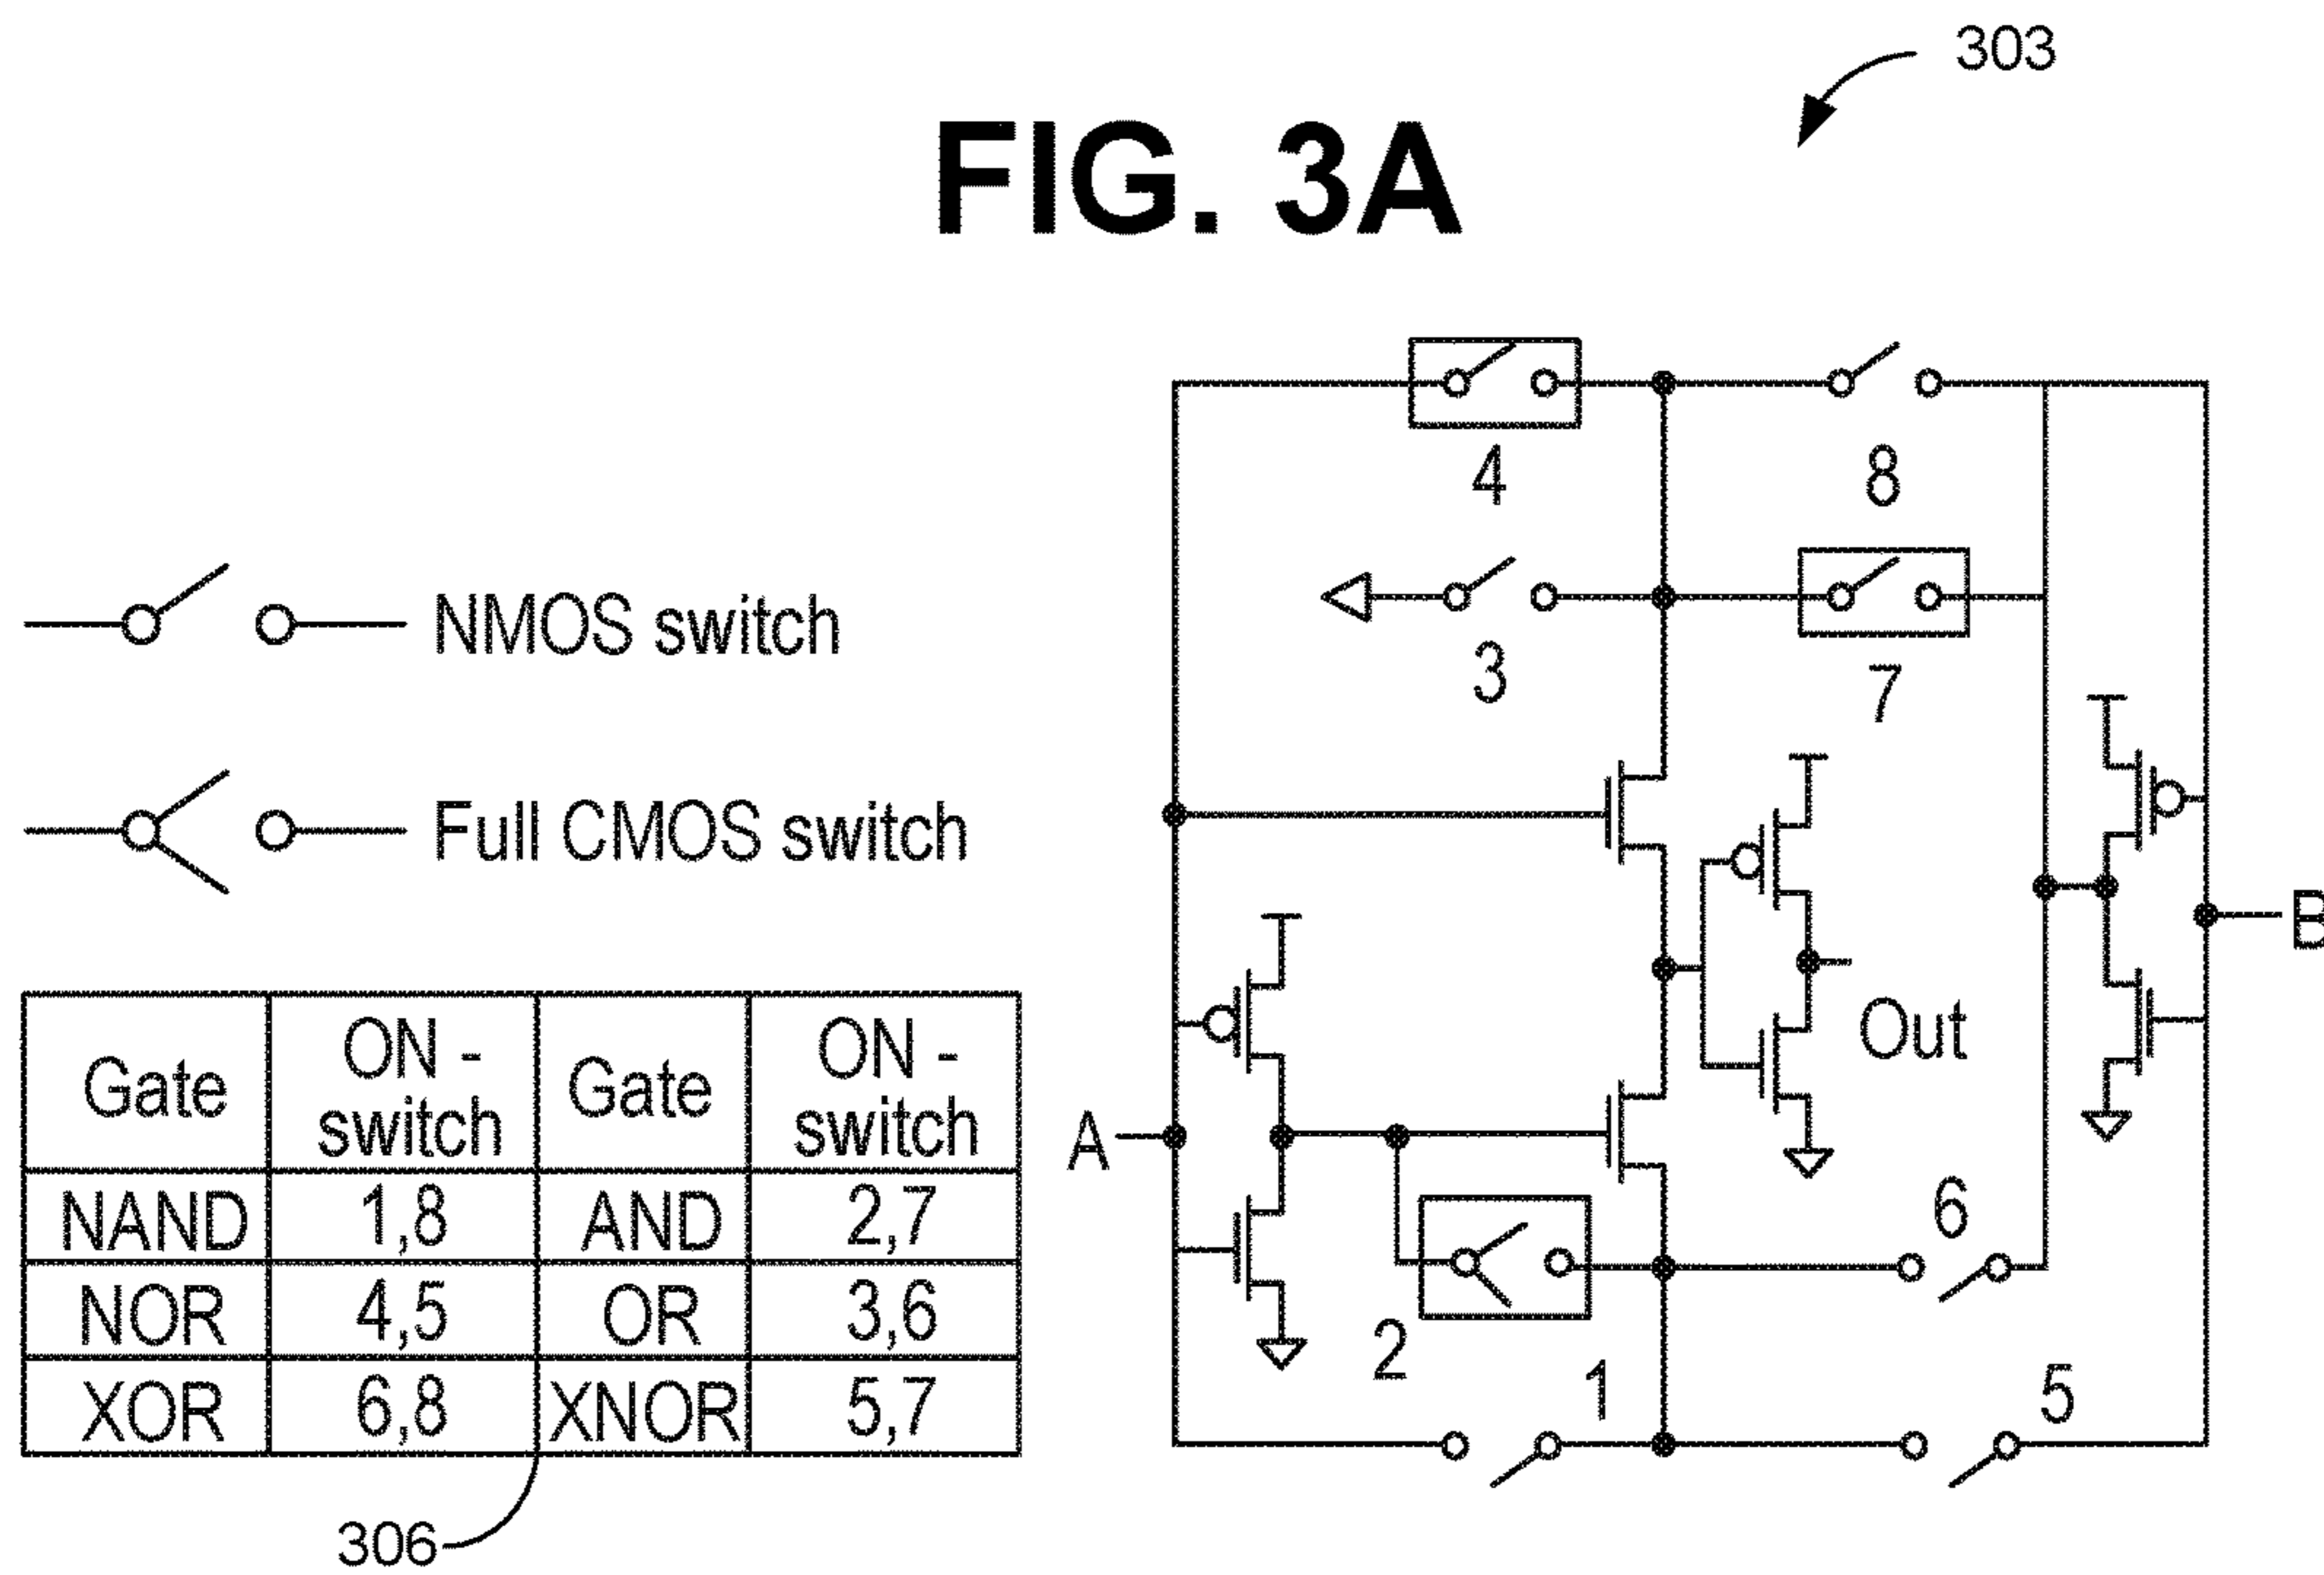 303
FIG. 3A
4
8
NMOS switch
3
7
Full CMOS switch
B
Gate ON - switch Gate ON - switch
Out
A
NAND 1,8 AND 2,7
6
NOR 4,5 OR 3,6
2
1
5
XOR 6,8 XNOR 5,7
306